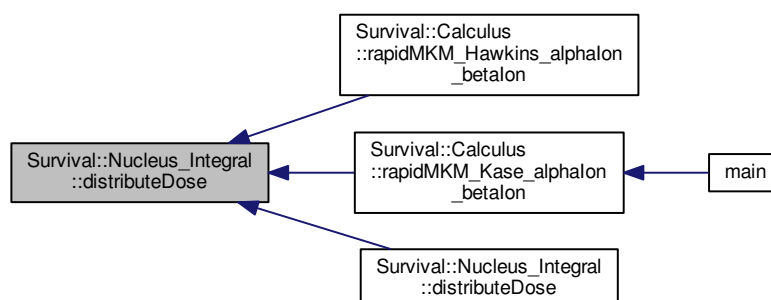 Survival::Calculus
::rapidMKM_Hawkins_alphaIon
_betaIon
Survival::Nucleus_Integral
::distributeDose
Survival::Calculus
::rapidMKM_Kase_alphaIon
_betaIon
main
Survival::Nucleus_Integral
::distributeDose